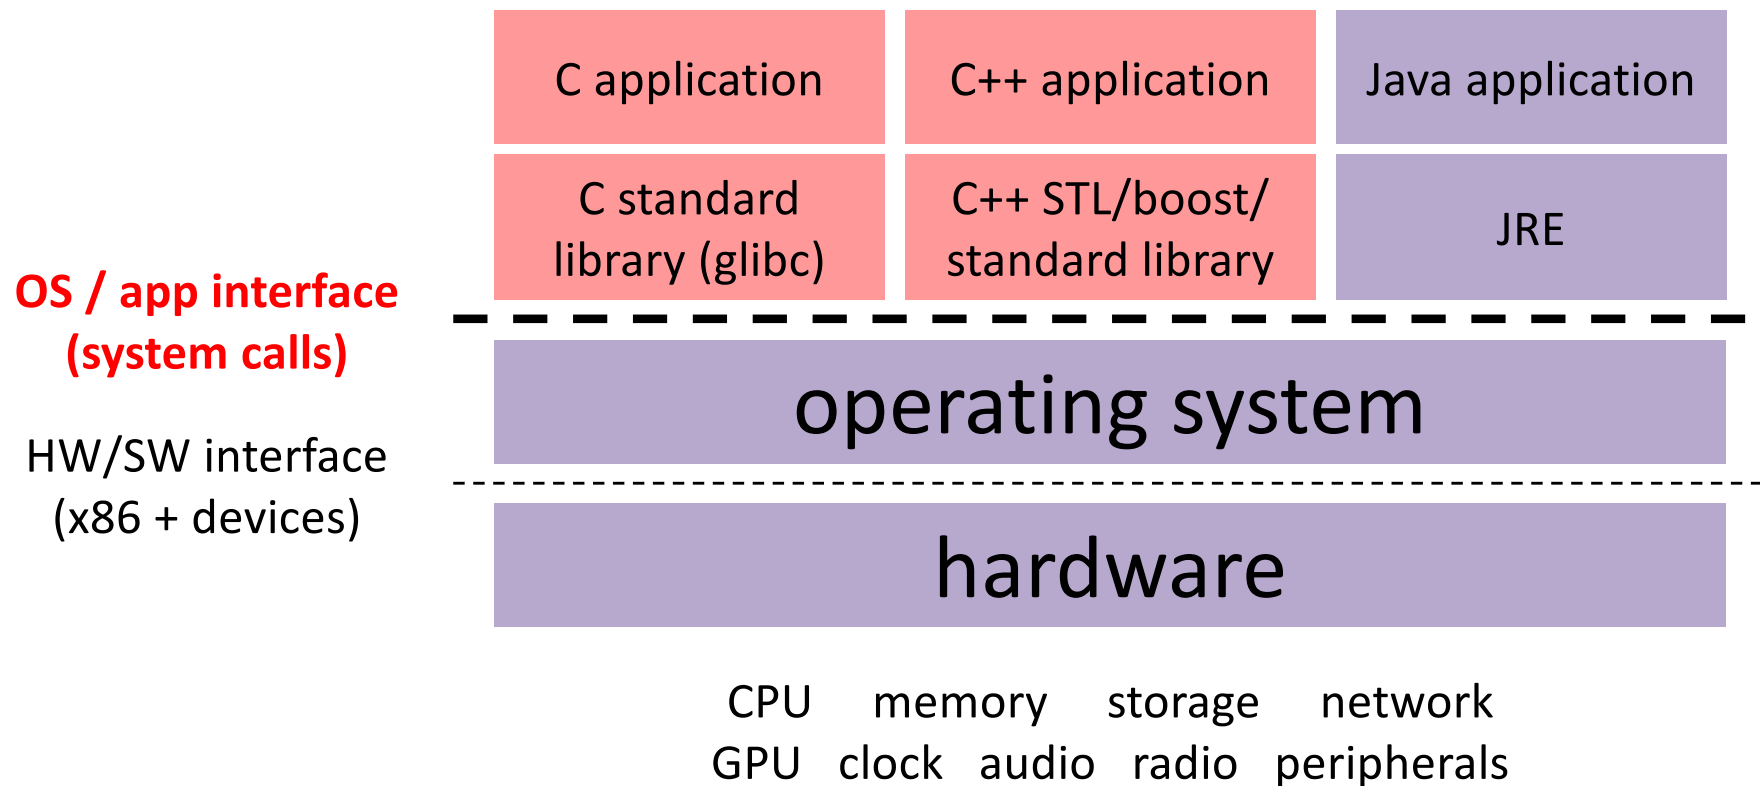 C application
C++ application
Java application
C standard
library (glibc)
C++ STL/boost/
standard library
JRE
OS / app interface
(system calls)
operating system
HW/SW interface
(x86 + devices)
hardware
CPU memory storage network
GPU clock audio radio peripherals